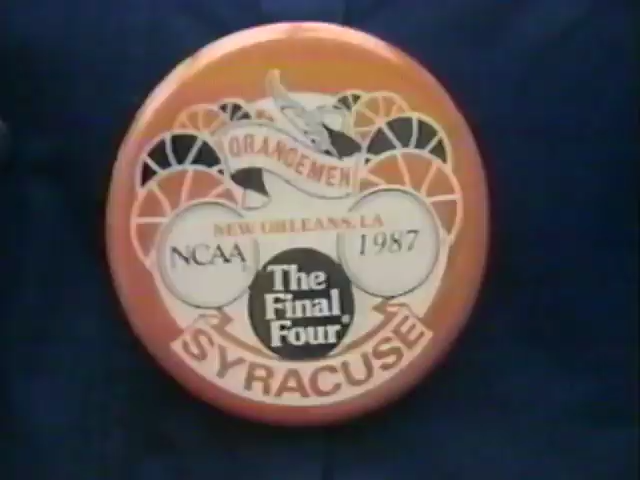 ORANGEMEN
NEW ORLEANS, LA
NCAA
1987
The
Final
Four
SYRACUSE